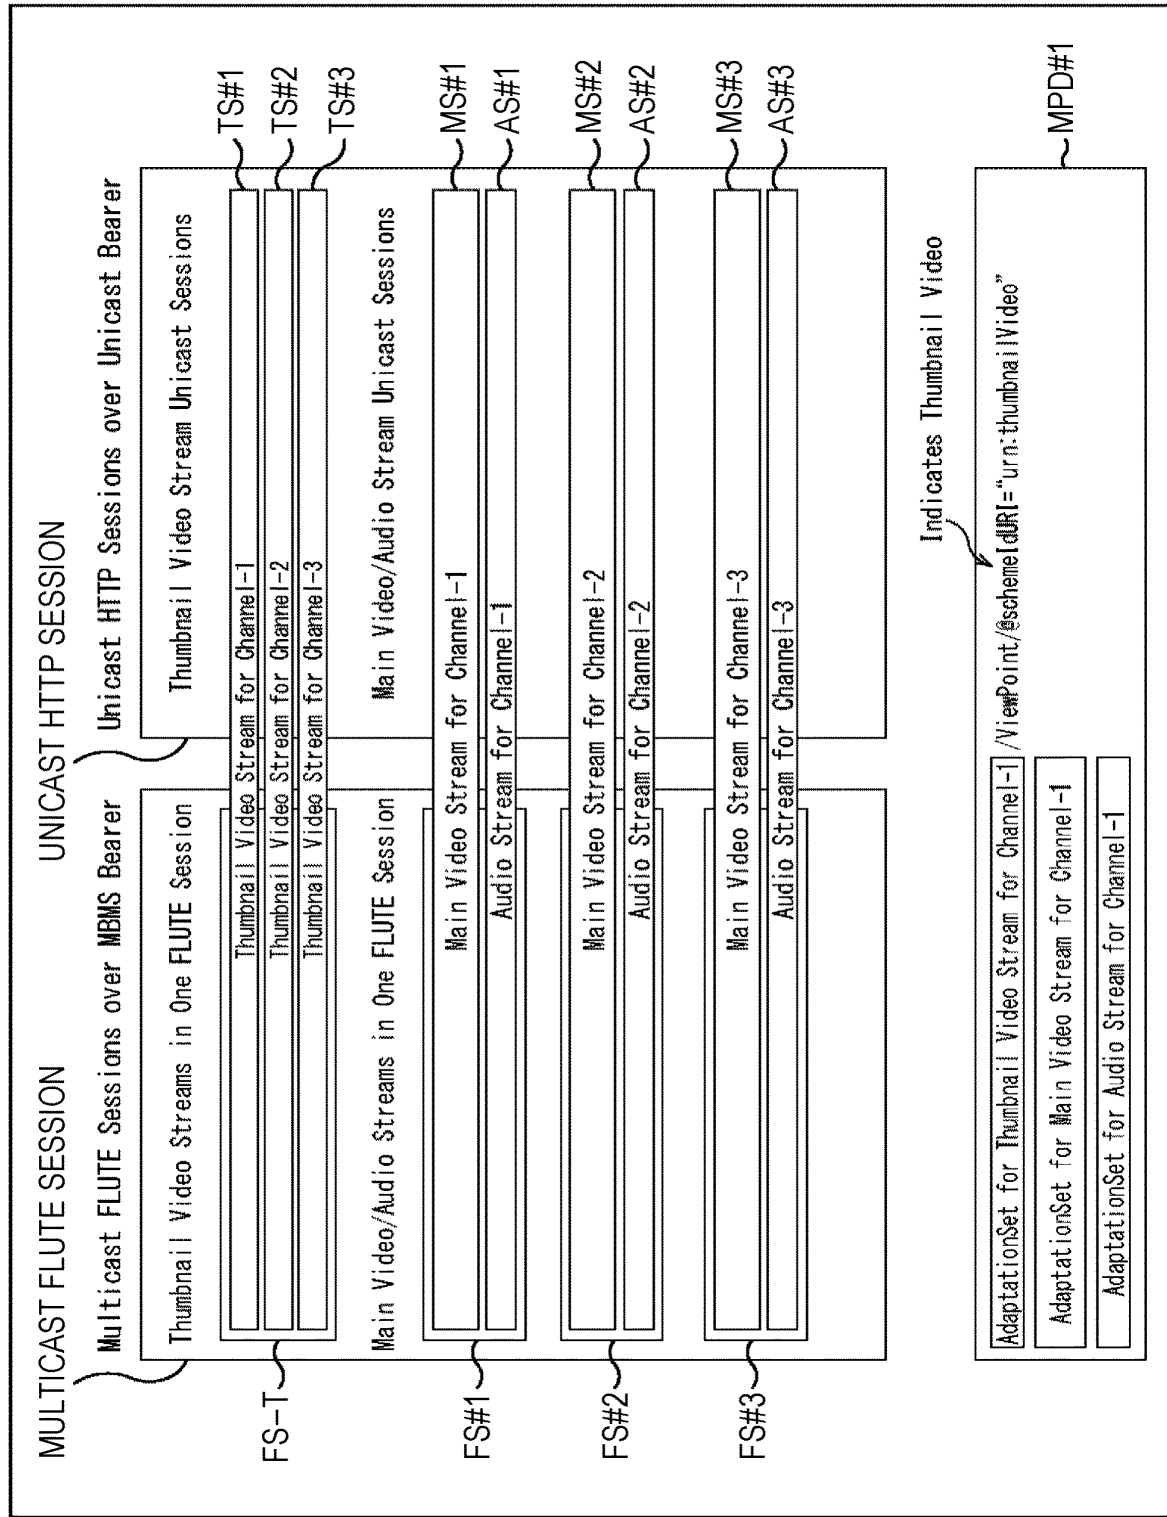 MULTICAST FLUTE SESSION
UNICAST HTTP SESSION
Multicast FLUTE Sessions over MBMS Bearer
Unicast HTTP Sessions over Unicast Bearer
Thumbnail Video Streams in One FLUTE Session
Thumbnail Video Stream Unicast Sessions
FS-T
Thumbnail Video Stream for Channel-1
TS#1
Thumbnail Video Stream for Channel-2
TS#2
Thumbnail Video Stream for Channel-3
TS#3
Main Video/Audio Streams in One FLUTE Session
Main Video/Audio Stream Unicast Sessions
FS#1
Main Video Stream for Channel-1
MS#1
Audio Stream for Channel-1
AS#1
FS#2
Main Video Stream for Channel-2
MS#2
Audio Stream for Channel-2
AS#2
FS#3
Main Video Stream for Channel-3
MS#3
Audio Stream for Channel-3
AS#3
Indicates Thumbnail Video
AdaptationSet for Thumbnail Video Stream for Channel-1
/ViewPoint/@schemeIdURI="urn:thumbnailVideo"
MPD#1
AdaptationSet for Main Video Stream for Channel-1
AdaptationSet for Audio Stream for Channel-1